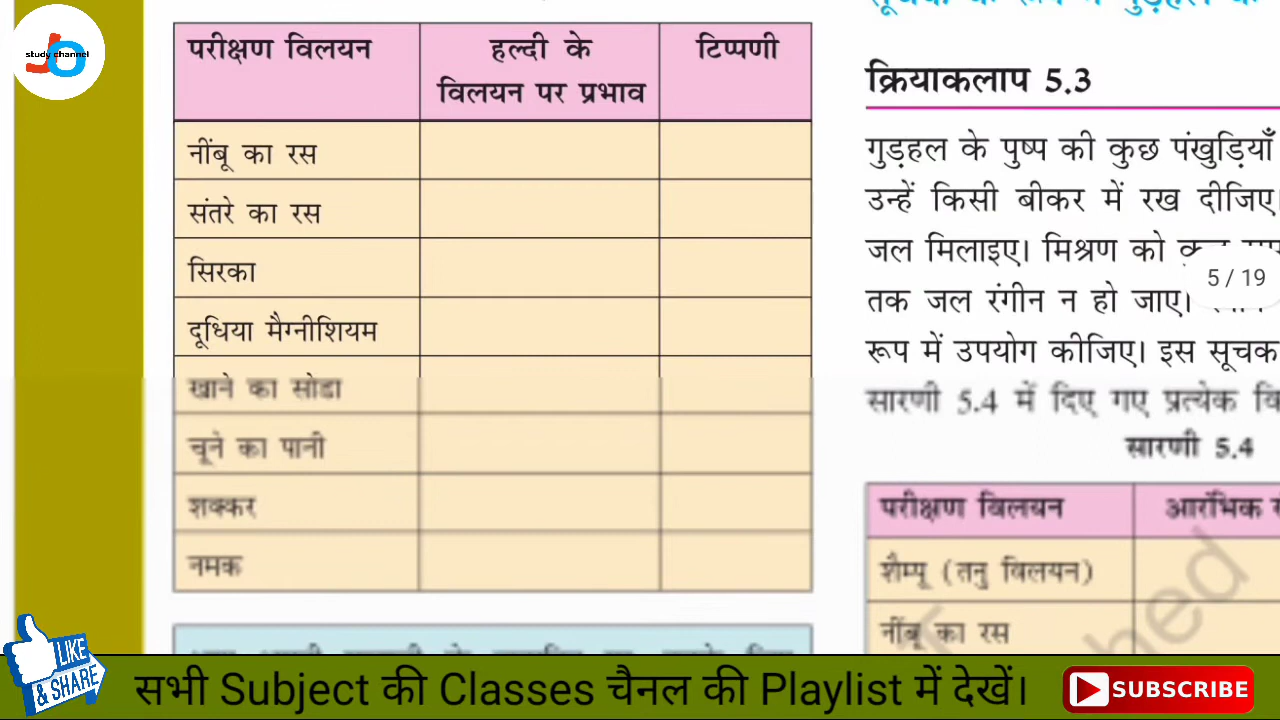 study channel
परीक्षण विलयन
हल्दी के
विलयन पर प्रभाव
टिप्पणी
नींबू का रस
संतरे का रस
सिरका
दूधिया मैग्नीशियम
खाने का सोडा
चूने का पानी
शक्कर
नमक
क्रियाकलाप 5.3
गुड़हल के पुष्प की कुछ पंखुड़ियाँ
उन्हें किसी बीकर में रख दीजिए।
जल मिलाइए। मिश्रण को कुछ
तक जल रंगीन न हो जाए।
रूप में उपयोग कीजिए। इस सूचक
सारणी 5.4 में दिए गए प्रत्येक
सारणी 5.4
परीक्षण विलयन
आरंभिक
शैम्पू (तनु विलयन)
नींबू का रस
5 / 19
LIKE
& SHARE
सभी Subject की Classes चैनल की Playlist में देखें।
SUBSCRIBE